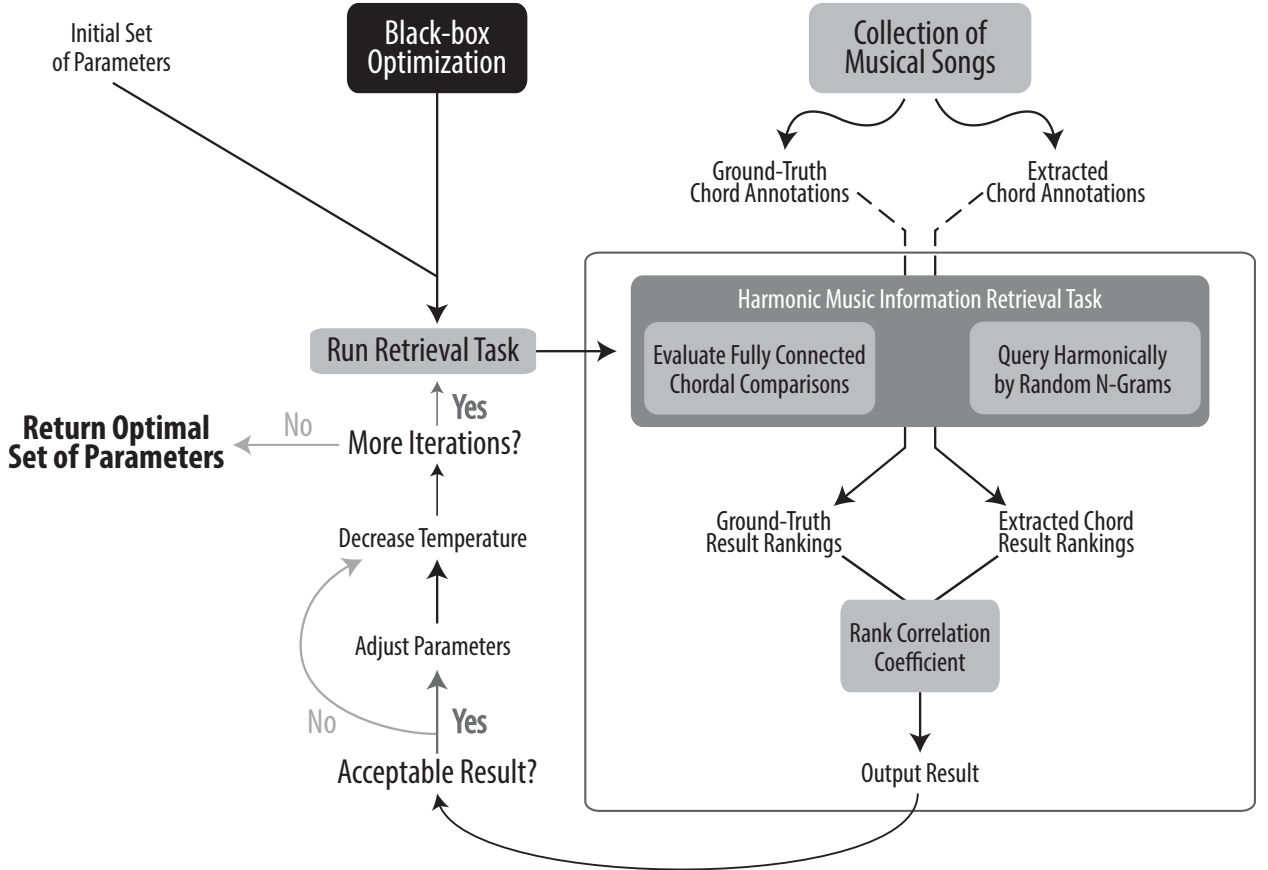 Initial Set
of Parameters
Black-box
Optimization
Collection of
Musical Songs
Ground-Truth
Chord Annotations
Extracted
Chord Annotations
Harmonic Music Information Retrieval Task
Run Retrieval Task
Evaluate Fully Connected
Chordal Comparisons
Query Harmonically
by Random N-Grams
Yes
No
Return Optimal
Set of Parameters
More Iterations?
Decrease Temperature
Ground-Truth
Result Rankings
Extracted Chord
Result Rankings
Adjust Parameters
Rank Correlation
Coefficient
No
Yes
Acceptable Result?
Output Result